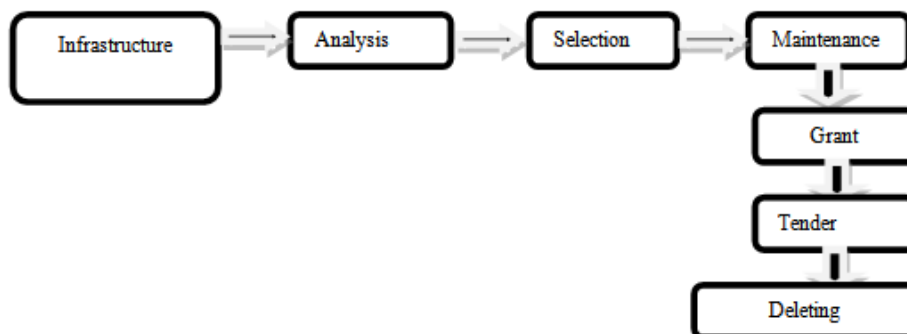 Infrastructure
Analysis
Selection
Maintenance
Grant
Tender
Deleting